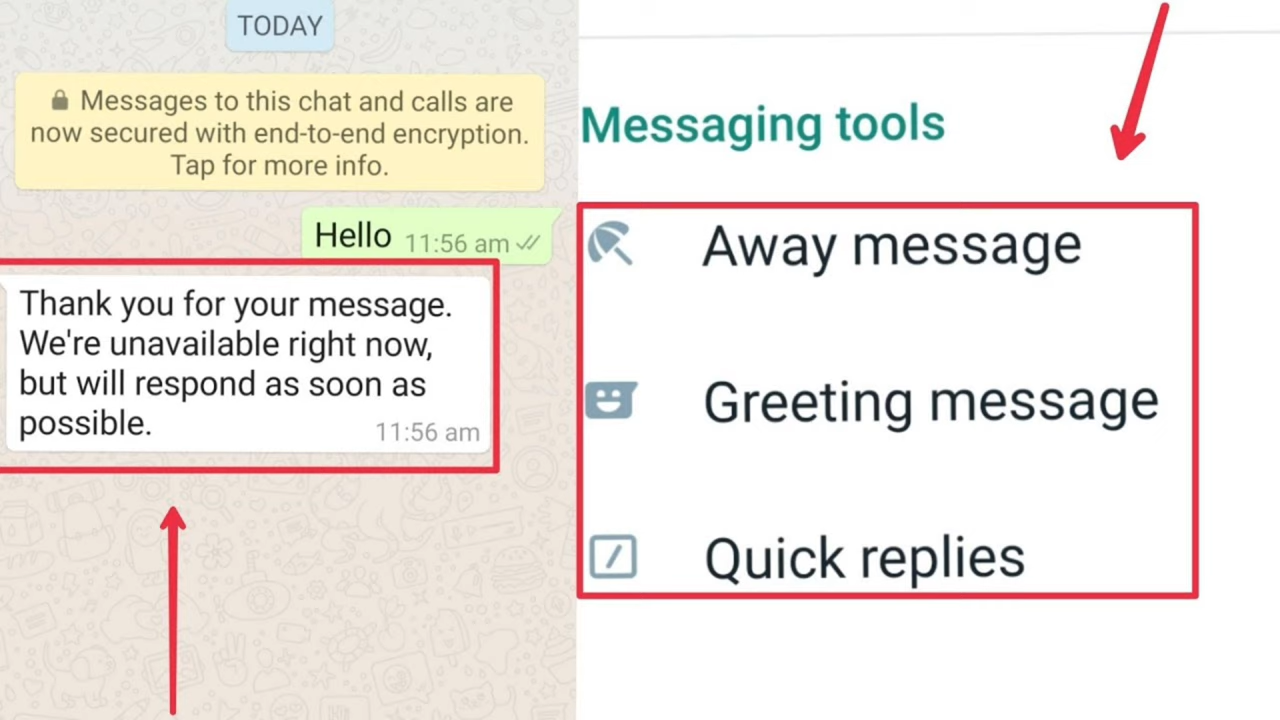 TODAY
Messages to this chat and calls are
now secured with end-to-end encryption.
Tap for more info.
Hello 11:56 am
Thank you for your message.
We're unavailable right now,
but will respond as soon as
possible.
11:56 am
Messaging tools
Away message
Greeting message
Quick replies